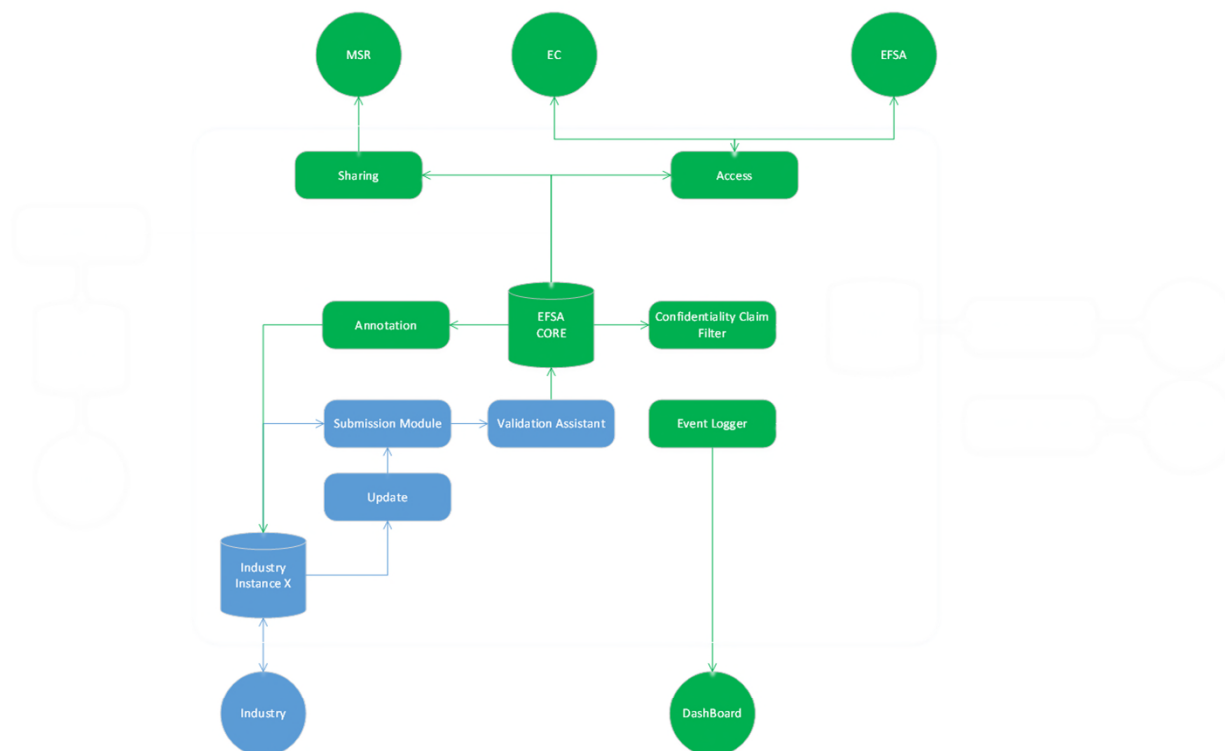 MSR
EC
EFSA
Sharing
Access
Annotation
EFSA
CORE
Confidentiality Claim
Filter
Submission Module
Validation Assistant
Event Logger
Update
Industry
Instance X
Industry
DashBoard